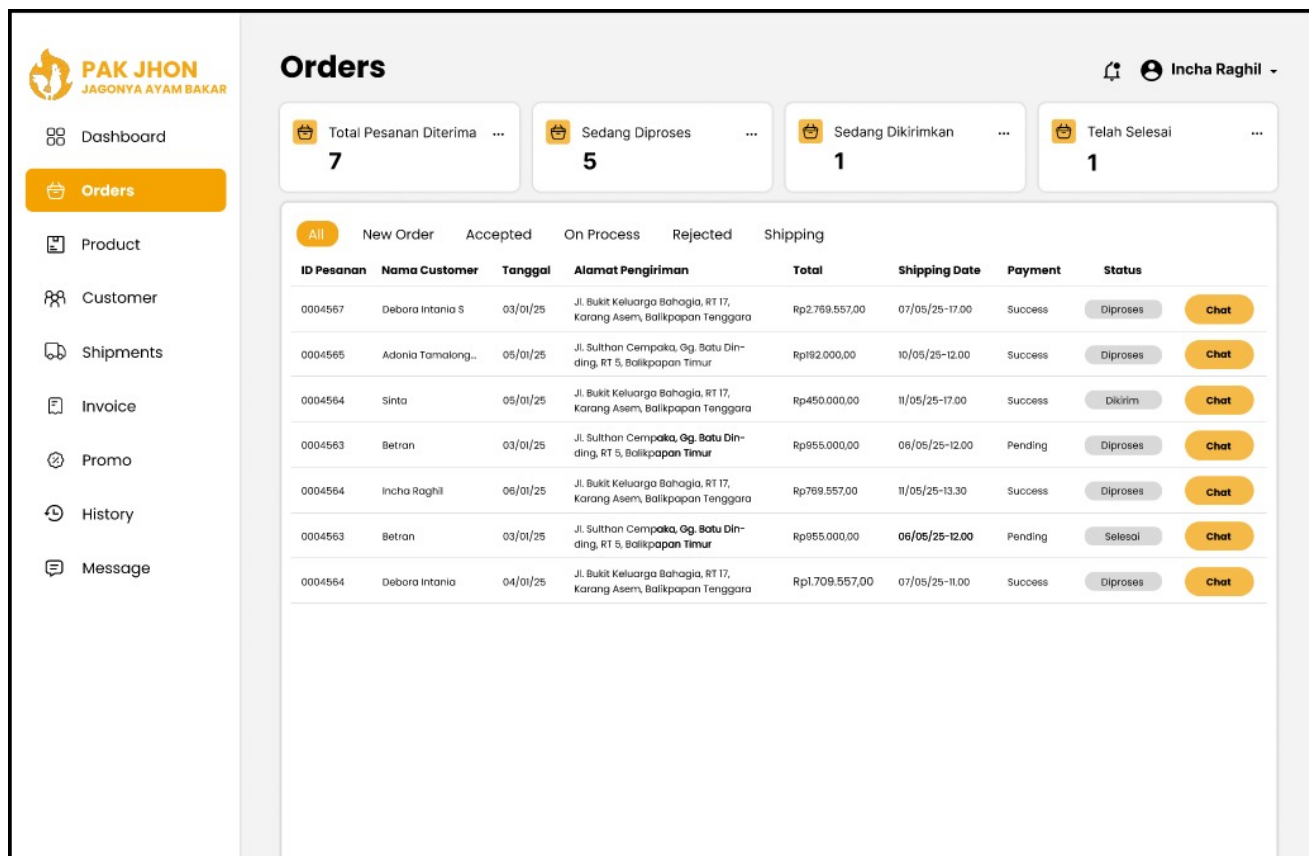 PAK JHON
JAGONYA AYAM BAKAR
Dashboard
Orders
Product
Customer
Shipments
Invoice
Promo
History
Message
Orders
Incha Raghil
Total Pesanan Diterima ...
7
Sedang Diproses ...
5
Sedang Dikirimkan ...
1
Telah Selesai ...
1
All New Order Accepted On Process Rejected Shipping
ID Pesanan Nama Customer Tanggal Alamat Pengiriman Total Shipping Date Payment Status
0004567 Debora Intania S 03/01/25 Jl. Bukit Keluarga Bahagia, RT 17, Rp2.769.557,00 07/05/25-17.00 Success Diproses Chat
Karang Asem, Balikpapan Tenggara
0004565 Adonia Tamalong... 05/01/25 Jl. Sulthan Cempaka, Gg. Batu Din- Rp192.000,00 10/05/25-12.00 Success Diproses Chat
ding, RT 5, Balikpapan Timur
0004564 Sinta 05/01/25 Jl. Bukit Keluarga Bahagia, RT 17, Rp450.000,00 11/05/25-17.00 Success Dikirim Chat
Karang Asem, Balikpapan Tenggara
0004563 Betran 03/01/25 Jl. Sulthan Cempaka, Gg. Batu Din- Rp955.000,00 06/05/25-12.00 Pending Diproses Chat
ding, RT 5, Balikpapan Timur
0004564 Incha Raghil 06/01/25 Jl. Bukit Keluarga Bahagia, RT 17, Rp769.557,00 11/05/25-13.30 Success Diproses Chat
Karang Asem, Balikpapan Tenggara
0004563 Betran 03/01/25 Jl. Sulthan Cempaka, Gg. Batu Din- Rp955.000,00 06/05/25-12.00 Pending Selesai Chat
ding, RT 5, Balikpapan Timur
0004564 Debora Intania 04/01/25 Jl. Bukit Keluarga Bahagia, RT 17, Rp1.709.557,00 07/05/25-11.00 Success Diproses Chat
Karang Asem, Balikpapan Tenggara